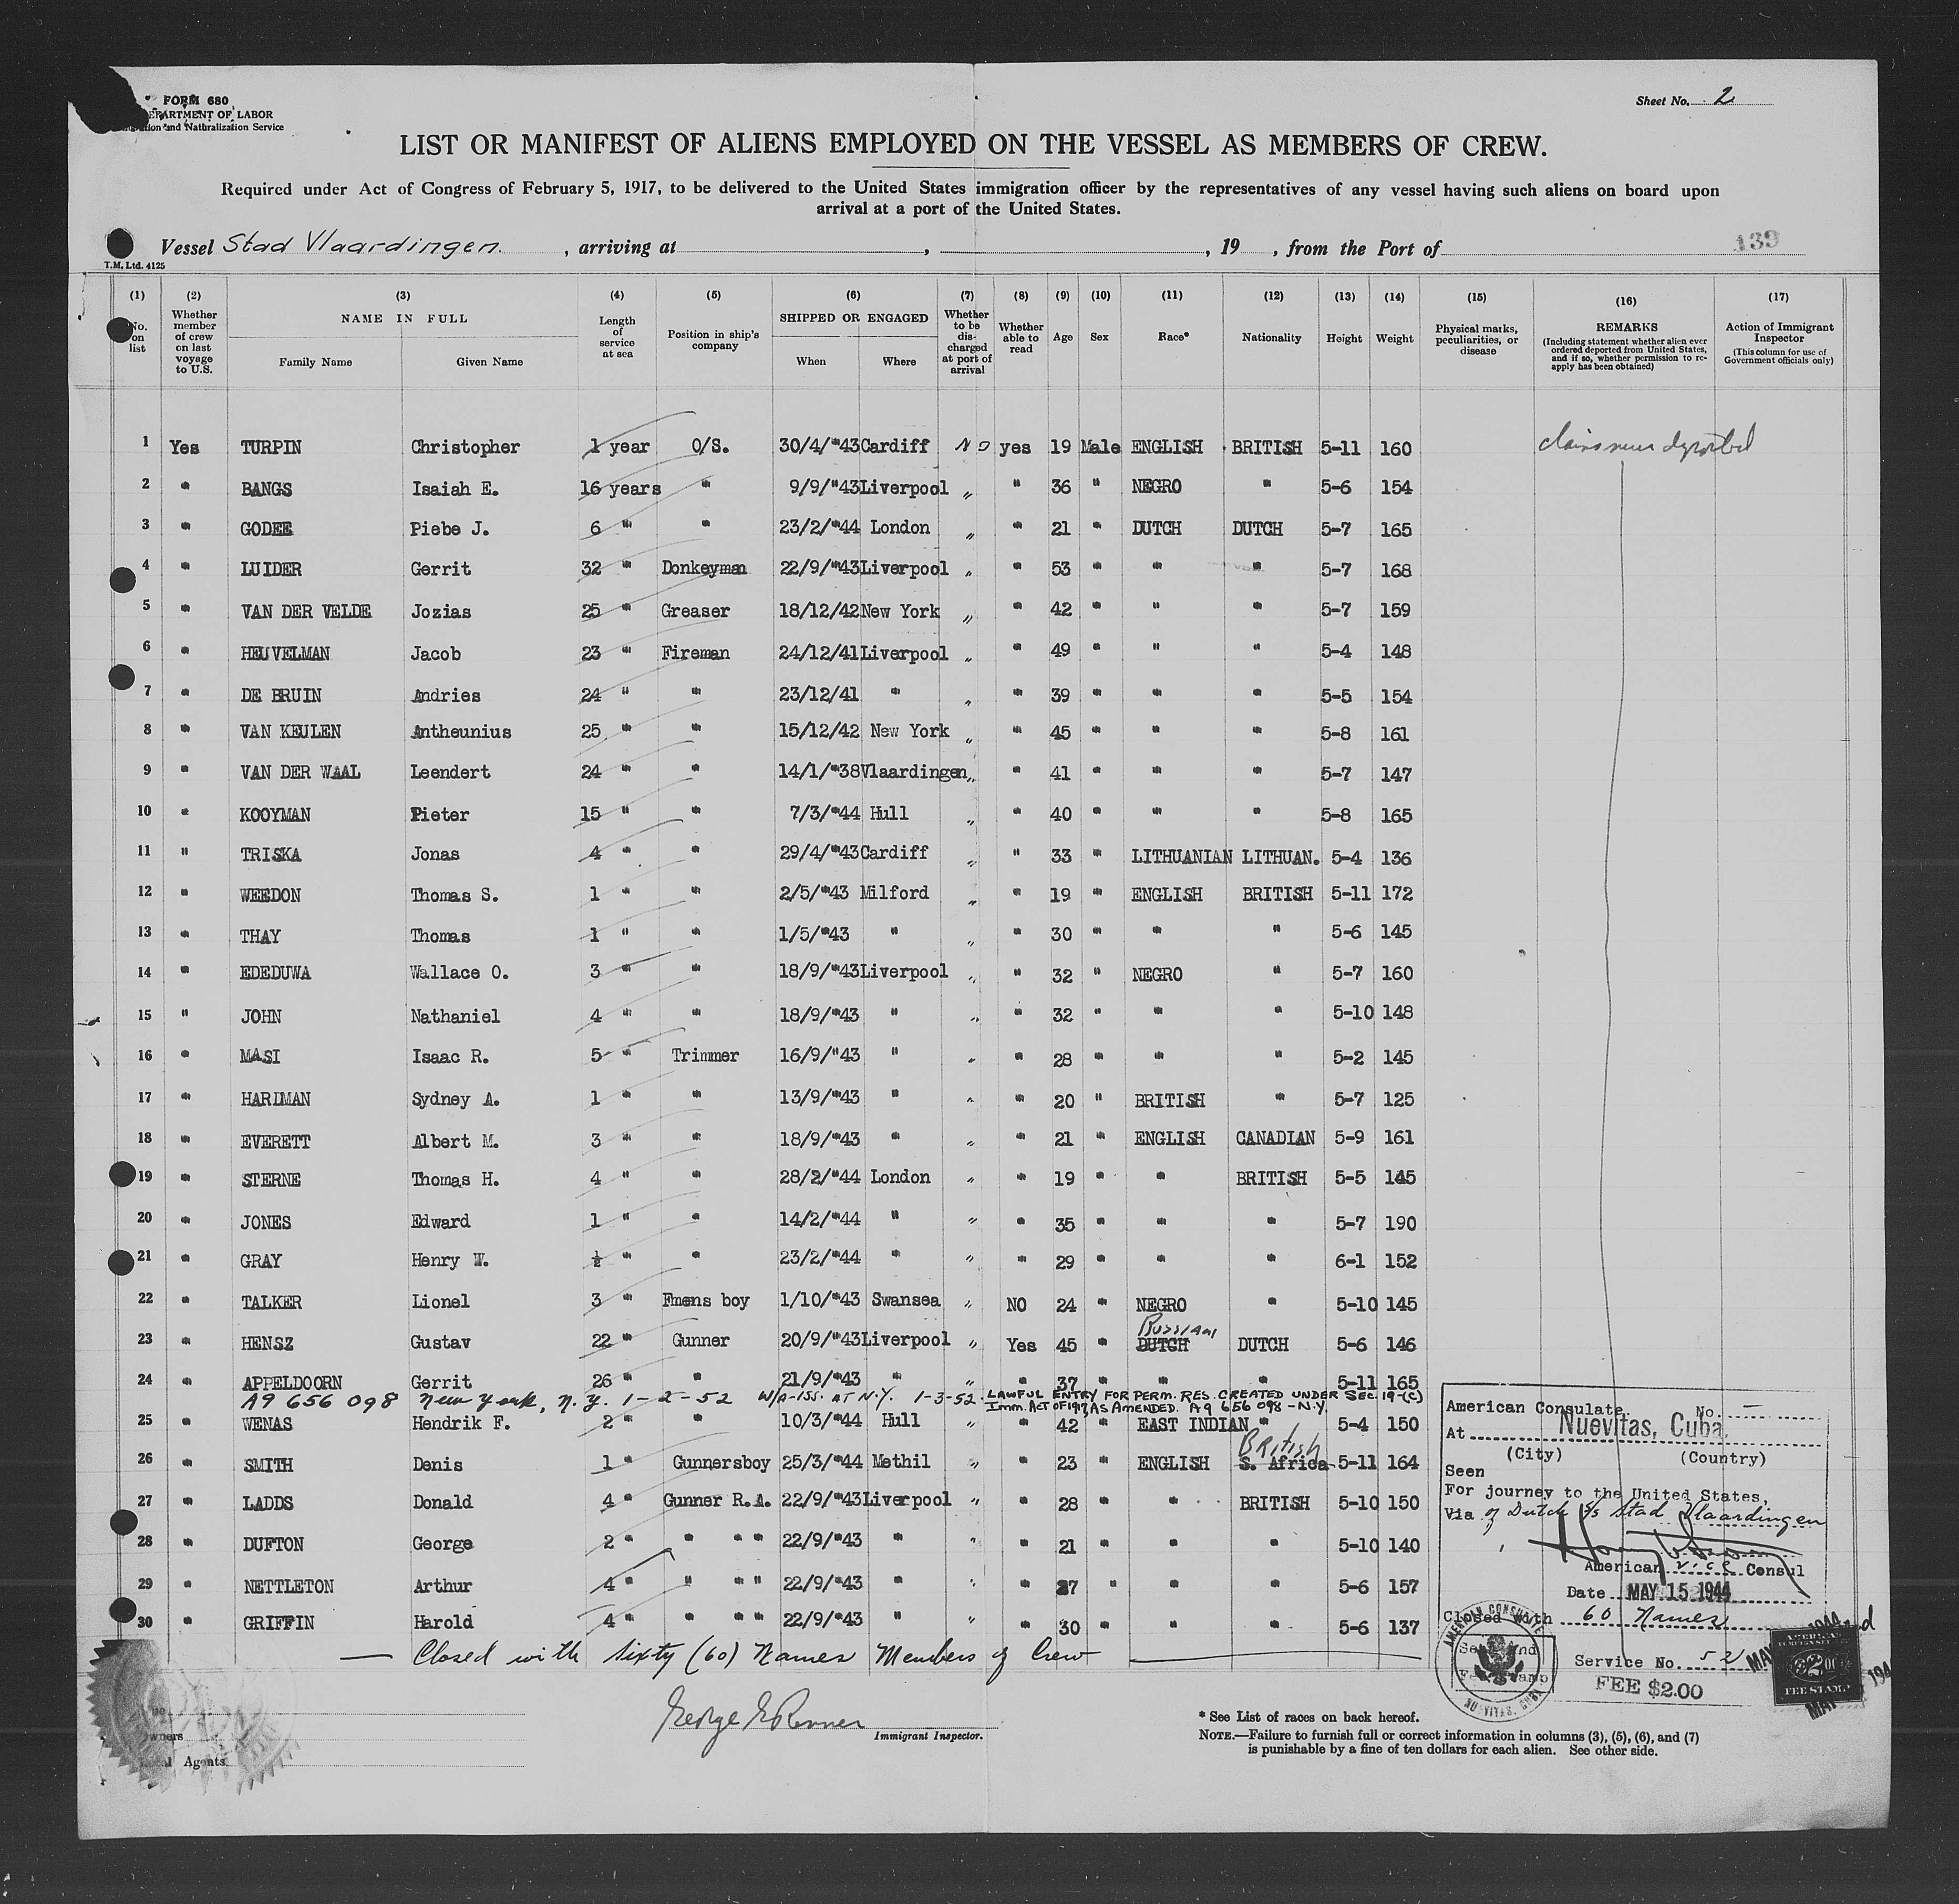 FORM 680
DEPARTMENT OF LABOR
Immigration and Naturalization Service
Sheet No. 2
LIST OR MANIFEST OF ALIENS EMPLOYED ON THE VESSEL AS MEMBERS OF CREW.
Required under Act of Congress of February 5, 1917, to be delivered to the United States immigration officer by the representatives of any vessel having such aliens on board upon
arrival at a port of the United States.
Vessel Stad Vlaardingen. , arriving at , , 19 , from the Port of 139
T.M. Ltd. 4125
(1) No. on list
(2) Whether member of crew on last voyage to U.S.
(3) NAME IN FULL Family Name Given Name
(4) Length of service at sea
(5) Position in ship's company
(6) SHIPPED OR ENGAGED When Where
(7) Whether to be discharged at port of arrival
(8) Whether able to read
(9) Age
(10) Sex
(11) Race*
(12) Nationality
(13) Height
(14) Weight
(15) Physical marks, peculiarities, or disease
(16) REMARKS (Including statement whether alien ever ordered deported from United States, and if so, whether permission to re-apply has been obtained)
(17) Action of Immigrant Inspector (This column for use of Government officials only)
1 Yes TURPIN Christopher 1 year O/S. 30/4/"43 Cardiff No yes 19 Male ENGLISH BRITISH 5-11 160 claims never deported
2 " BANGS Isaiah E. 16 years " 9/9/"43 Liverpool " " 36 " NEGRO " 5-6 154
3 " GODEE Piebe J. 6 " " 23/2/"44 London " " 21 " DUTCH DUTCH 5-7 165
4 " LUIDER Gerrit 32 " Donkeyman 22/9/"43 Liverpool " " 53 " " " 5-7 168
5 " VAN DER VELDE Jozias 25 " Greaser 18/12/42 New York " " 42 " " " 5-7 159
6 " HEUVELMAN Jacob 23 " Fireman 24/12/41 Liverpool " " 49 " " " 5-4 148
7 " DE BRUIN Andries 24 " " 23/12/41 " " " 39 " " " 5-5 154
8 " VAN KEULEN Antheunius 25 " " 15/12/42 New York " " 45 " " " 5-8 161
9 " VAN DER WAAL Leendert 24 " " 14/1/"38 Vlaardingen " " 41 " " " 5-7 147
10 " KOOYMAN Pieter 15 " " 7/3/"44 Hull " " 40 " " " 5-8 165
11 " TRISKA Jonas 4 " " 29/4/"43 Cardiff " " 33 " LITHUANIAN LITHUAN. 5-4 136
12 " WEEDON Thomas S. 1 " " 2/5/"43 Milford " " 19 " ENGLISH BRITISH 5-11 172
13 " THAY Thomas 1 " " 1/5/"43 " " " 30 " " " 5-6 145
14 " EDEDUWA Wallace O. 3 " " 18/9/"43 Liverpool " " 32 " NEGRO " 5-7 160
15 " JOHN Nathaniel 4 " " 18/9/"43 " " " 32 " " " 5-10 148
16 " MASI Isaac R. 5 " Trimmer 16/9/"43 " " " 28 " " " 5-2 145
17 " HARDMAN Sydney A. 1 " " 13/9/"43 " " " 20 " BRITISH " 5-7 125
18 " EVERETT Albert M. 3 " " 18/9/"43 " " " 21 " ENGLISH CANADIAN 5-9 161
19 " STERNE Thomas H. 4 " " 28/2/"44 London " " 19 " " BRITISH 5-5 145
20 " JONES Edward 1 " " 14/2/"44 " " " 35 " " " 5-7 190
21 " GRAY Henry W. ½ " " 23/2/"44 " " " 29 " " " 6-1 152
22 " TALKER Lionel 3 " Fmens boy 1/10/"43 Swansea " NO 24 " NEGRO " 5-10 145
23 " HENSZ Gustav 22 " Gunner 20/9/"43 Liverpool " Yes 45 " Russian DUTCH DUTCH 5-6 146
24 " APPELDOORN Gerrit 26 " " 21/9/"43 " " " 37 " " " 5-11 165
A9 656 098 New York, N.Y. 1-2-52 W/A-ISS. AT N.Y. 1-3-52. LAWFUL ENTRY FOR PERM. RES. CREATED UNDER SEC. 19-(C)
Imm. ACT OF 1917, AS AMENDED. A9 656 098 - N.Y.
25 " WENAS Hendrik F. 2 " " 10/3/"44 Hull " " 42 " EAST INDIAN " 5-4 150
26 " SMITH Denis 1 " Gunnersboy 25/3/"44 Methil " " 23 " ENGLISH British S. Africa 5-11 164
27 " LADDS Donald 4 " Gunner R.A. 22/9/"43 Liverpool " " 28 " " BRITISH 5-10 150
28 " DUFTON George 2 " " " " 22/9/"43 " " " 21 " " " 5-10 140
29 " NETTLETON Arthur 4 " " " " 22/9/"43 " " " 27 " " " 5-6 157
30 " GRIFFIN Harold 4 " " " " 22/9/"43 " " " 30 " " " 5-6 137
— Closed with Sixty (60) Names Members of Crew —
American Consulate No. —
At Nuevitas, Cuba.
(City) (Country)
Seen
For journey to the United States,
Via of Dutch s/s Stad Vlaardingen
American vice Consul
Date MAY 15 1944
Closed with 60 Names
Service No. 52
FEE $2.00
AMERICAN CONSULATE
NUEVITAS, CUBA
Seal and
Fee Stamp
AMERICAN
FOREIGN SERVICE
$2.00
FEE STAMP
Owners
Local Agents
George E Renner
Immigrant Inspector.
* See List of races on back hereof.
NOTE.—Failure to furnish full or correct information in columns (3), (5), (6), and (7)
is punishable by a fine of ten dollars for each alien. See other side.